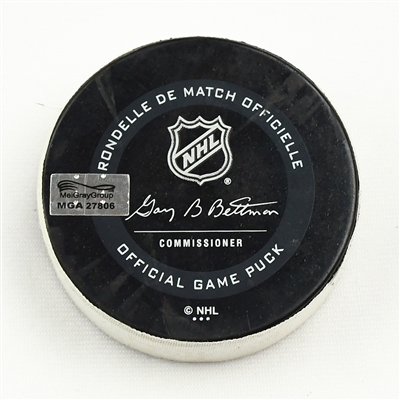 RONDELLE DE MATCH OFFICIELLE
NHL
®
MeiGrayGroup
MGA 27806
Gary B Bettman
COMMISSIONER
OFFICIAL GAME PUCK
© NHL